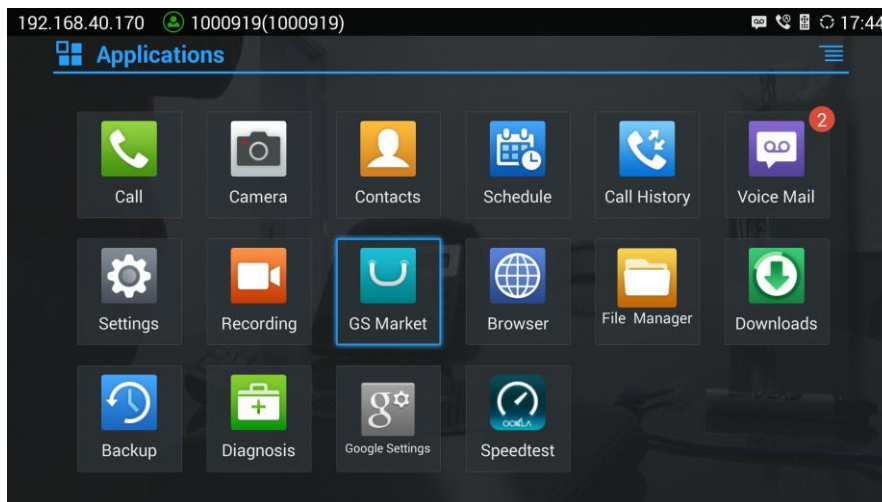 192.168.40.170 1000919(1000919) 17:44
Applications
2
Call Camera Contacts Schedule Call History Voice Mail
Settings Recording GS Market Browser File Manager Downloads
g
OOKLA
Backup Diagnosis Google Settings Speedtest